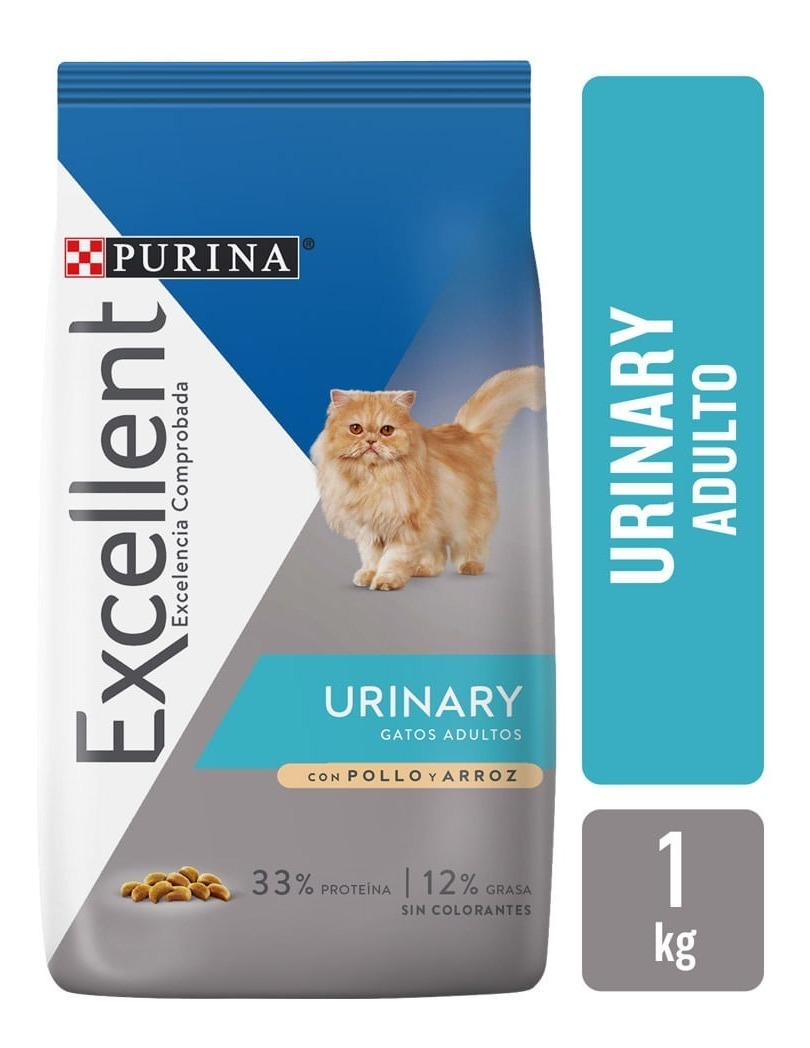 PURINA®
Excellent
Excelencia Comprobada
URINARY
GATOS ADULTOS
CON POLLO Y ARROZ
33% PROTEÍNA | 12% GRASA
SIN COLORANTES
URINARY
ADULTO
1
kg